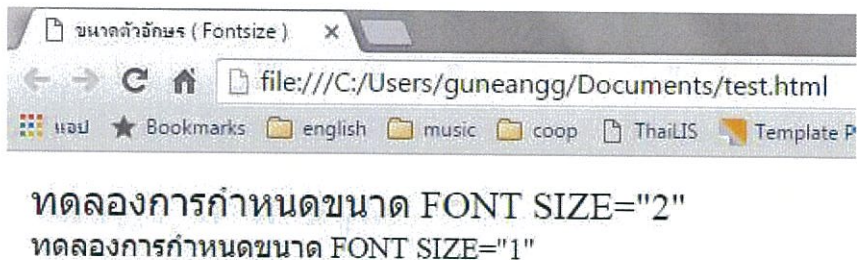 ขนาดตัวอักษร ( Fontsize )
file:///C:/Users/guneangg/Documents/test.html
แอป Bookmarks english music coop ThaiLIS Template P
ทดลองการกำหนดขนาด FONT SIZE="2"
ทดลองการกำหนดขนาด FONT SIZE="1"